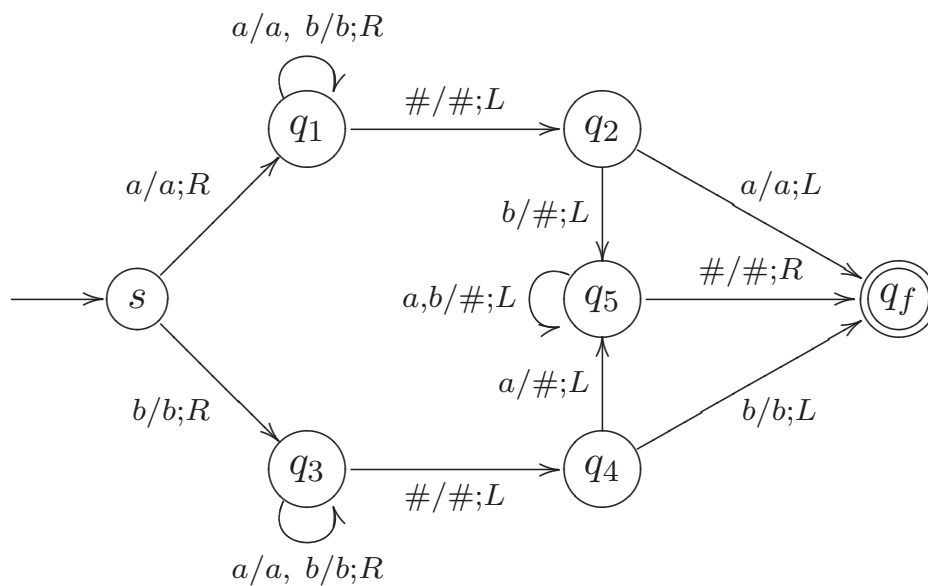 a/a, b/b;R
#/#;L
q1
q2
a/a;R
a/a;L
b/#;L
#/#;R
s
a,b/#;L
q5
qf
a/#;L
b/b;R
b/b;L
q3
q4
#/#;L
a/a, b/b;R